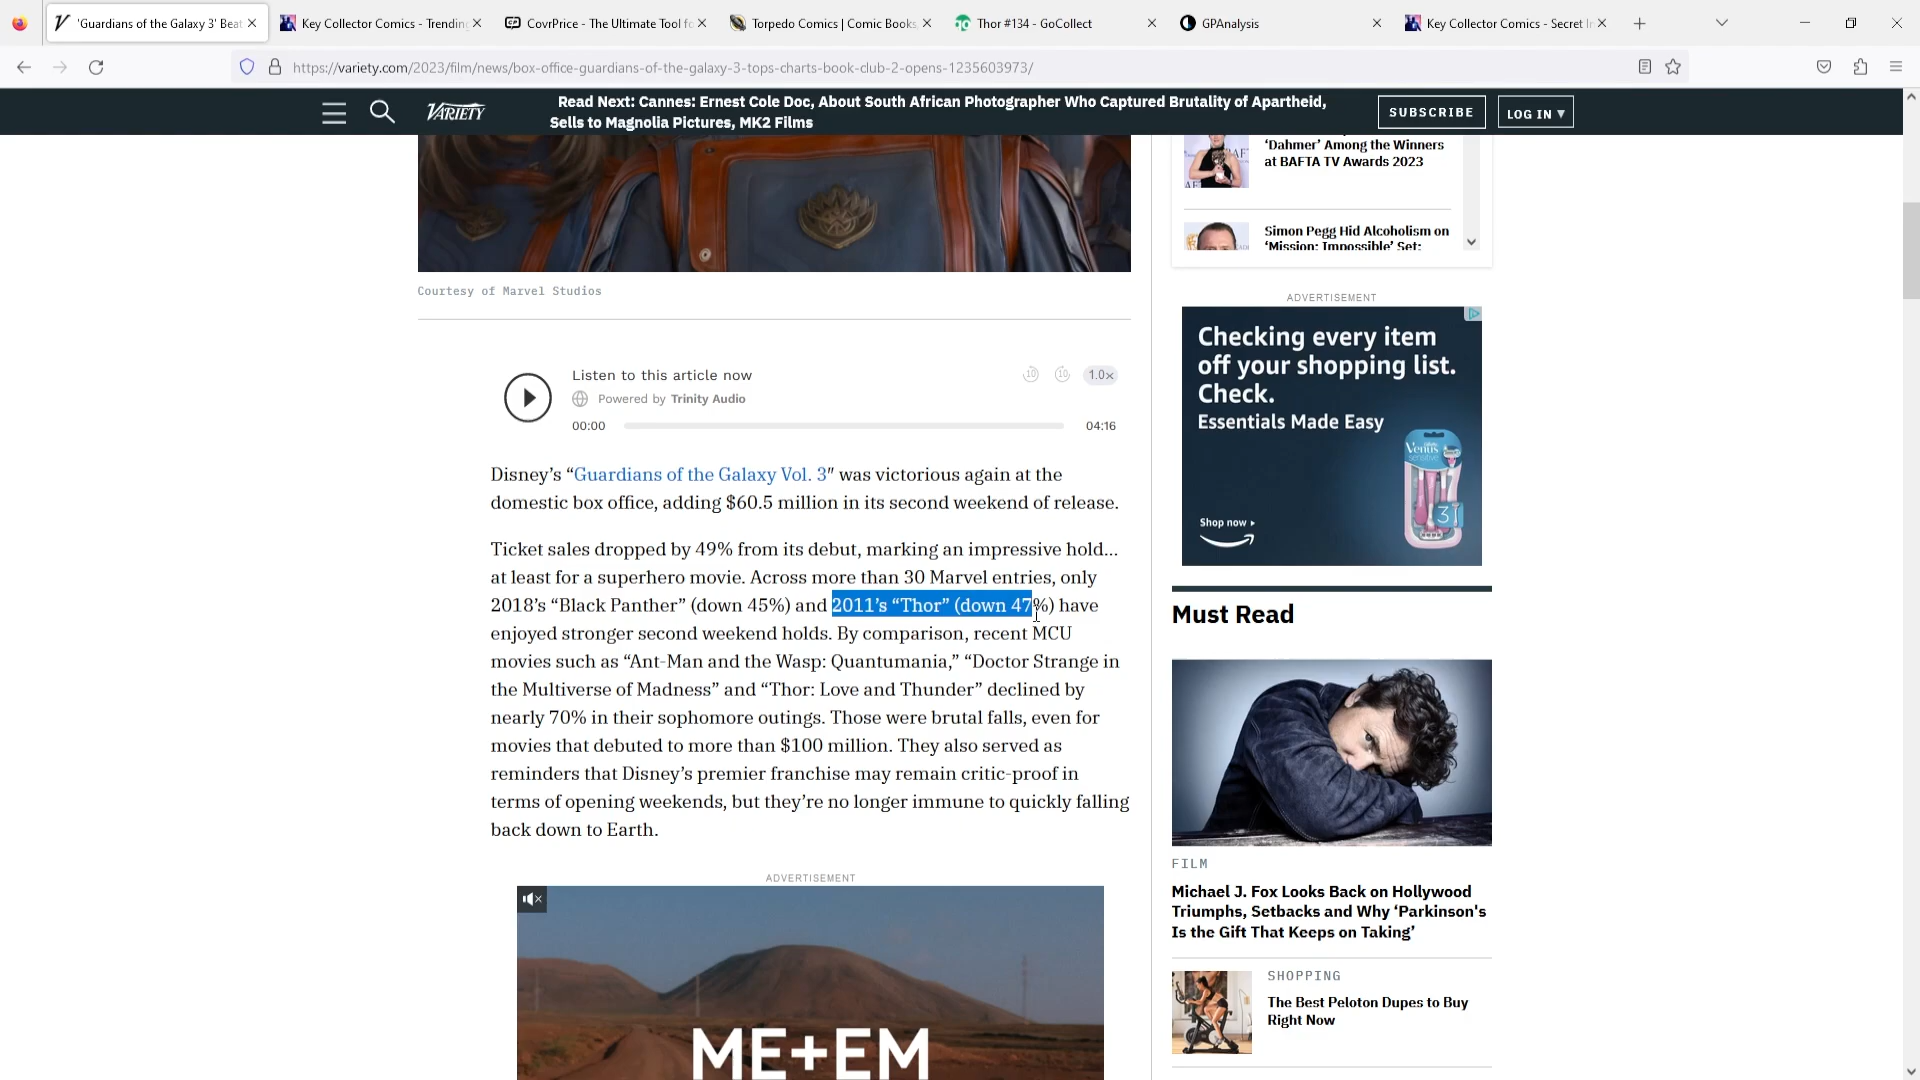 'Guardians of the Galaxy 3' Beat
Key Collector Comics - Trending
CovrPrice - The Ultimate Tool fo
Torpedo Comics | Comic Books,
Thor #134 - GoCollect
GPAnalysis
Key Collector Comics - Secret In
https://variety.com/2023/film/news/box-office-guardians-of-the-galaxy-3-tops-charts-book-club-2-opens-1235603973/
VARIETY
Read Next: Cannes: Ernest Cole Doc, About South African Photographer Who Captured Brutality of Apartheid,
Sells to Magnolia Pictures, MK2 Films
SUBSCRIBE
LOG IN ▾
Courtesy of Marvel Studios
Listen to this article now
10
10
1.0×
Powered by Trinity Audio
00:00
04:16
Disney’s “Guardians of the Galaxy Vol. 3″ was victorious again at the
domestic box office, adding $60.5 million in its second weekend of release.
Ticket sales dropped by 49% from its debut, marking an impressive hold…
at least for a superhero movie. Across more than 30 Marvel entries, only
2018’s “Black Panther” (down 45%) and 2011’s “Thor” (down 47%) have
enjoyed stronger second weekend holds. By comparison, recent MCU
movies such as “Ant-Man and the Wasp: Quantumania,” “Doctor Strange in
the Multiverse of Madness” and “Thor: Love and Thunder” declined by
nearly 70% in their sophomore outings. Those were brutal falls, even for
movies that debuted to more than $100 million. They also served as
reminders that Disney’s premier franchise may remain critic-proof in
terms of opening weekends, but they’re no longer immune to quickly falling
back down to Earth.
ADVERTISEMENT
ME+EM
‘Dahmer’ Among the Winners
at BAFTA TV Awards 2023
Simon Pegg Hid Alcoholism on
‘Mission: Impossible’ Set:
ADVERTISEMENT
Checking every item
off your shopping list.
Check.
Essentials Made Easy
Shop now ▸
Venus
sensitive
3
Must Read
FILM
Michael J. Fox Looks Back on Hollywood
Triumphs, Setbacks and Why ‘Parkinson's
Is the Gift That Keeps on Taking’
SHOPPING
The Best Peloton Dupes to Buy
Right Now